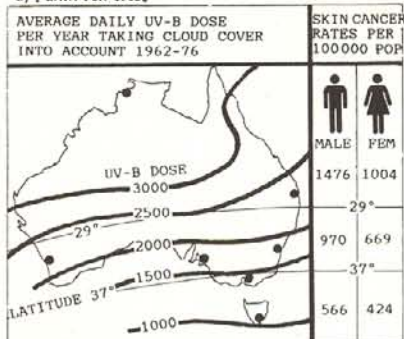 AVERAGE DAILY UV-B DOSE
PER YEAR TAKING CLOUD COVER
INTO ACCOUNT 1962-76
SKIN CANCER
RATES PER
100000 POP
MALE FEM
1476 1004
UV-B DOSE
3000
2500
29°
29°
2000
970 669
1500
37°
LATITUDE 37°
1000
566 424